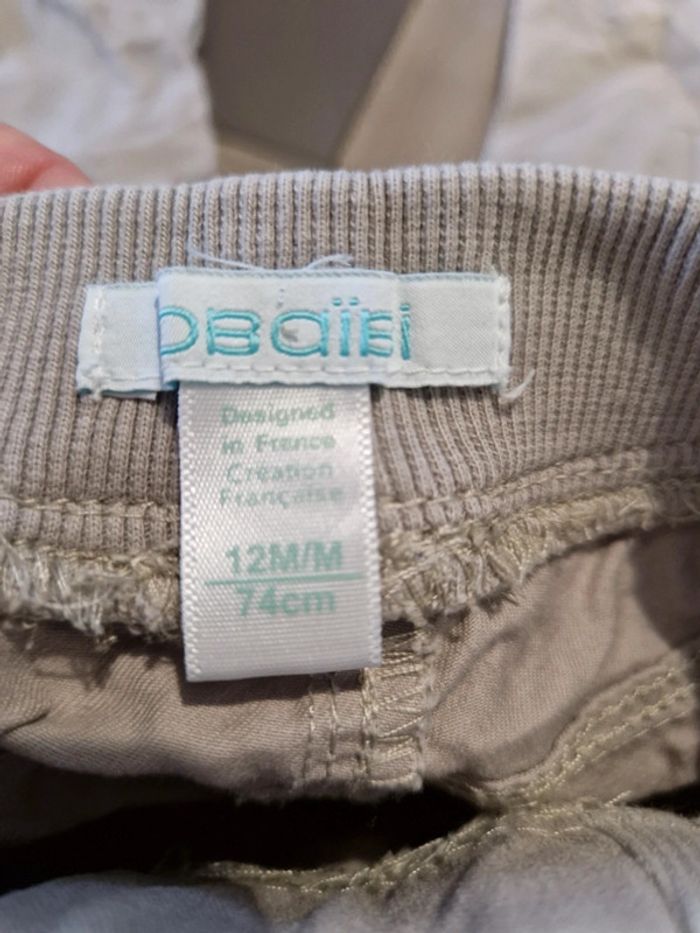 obaïbi
Designed
in France
Création
Française
12M/M
74cm